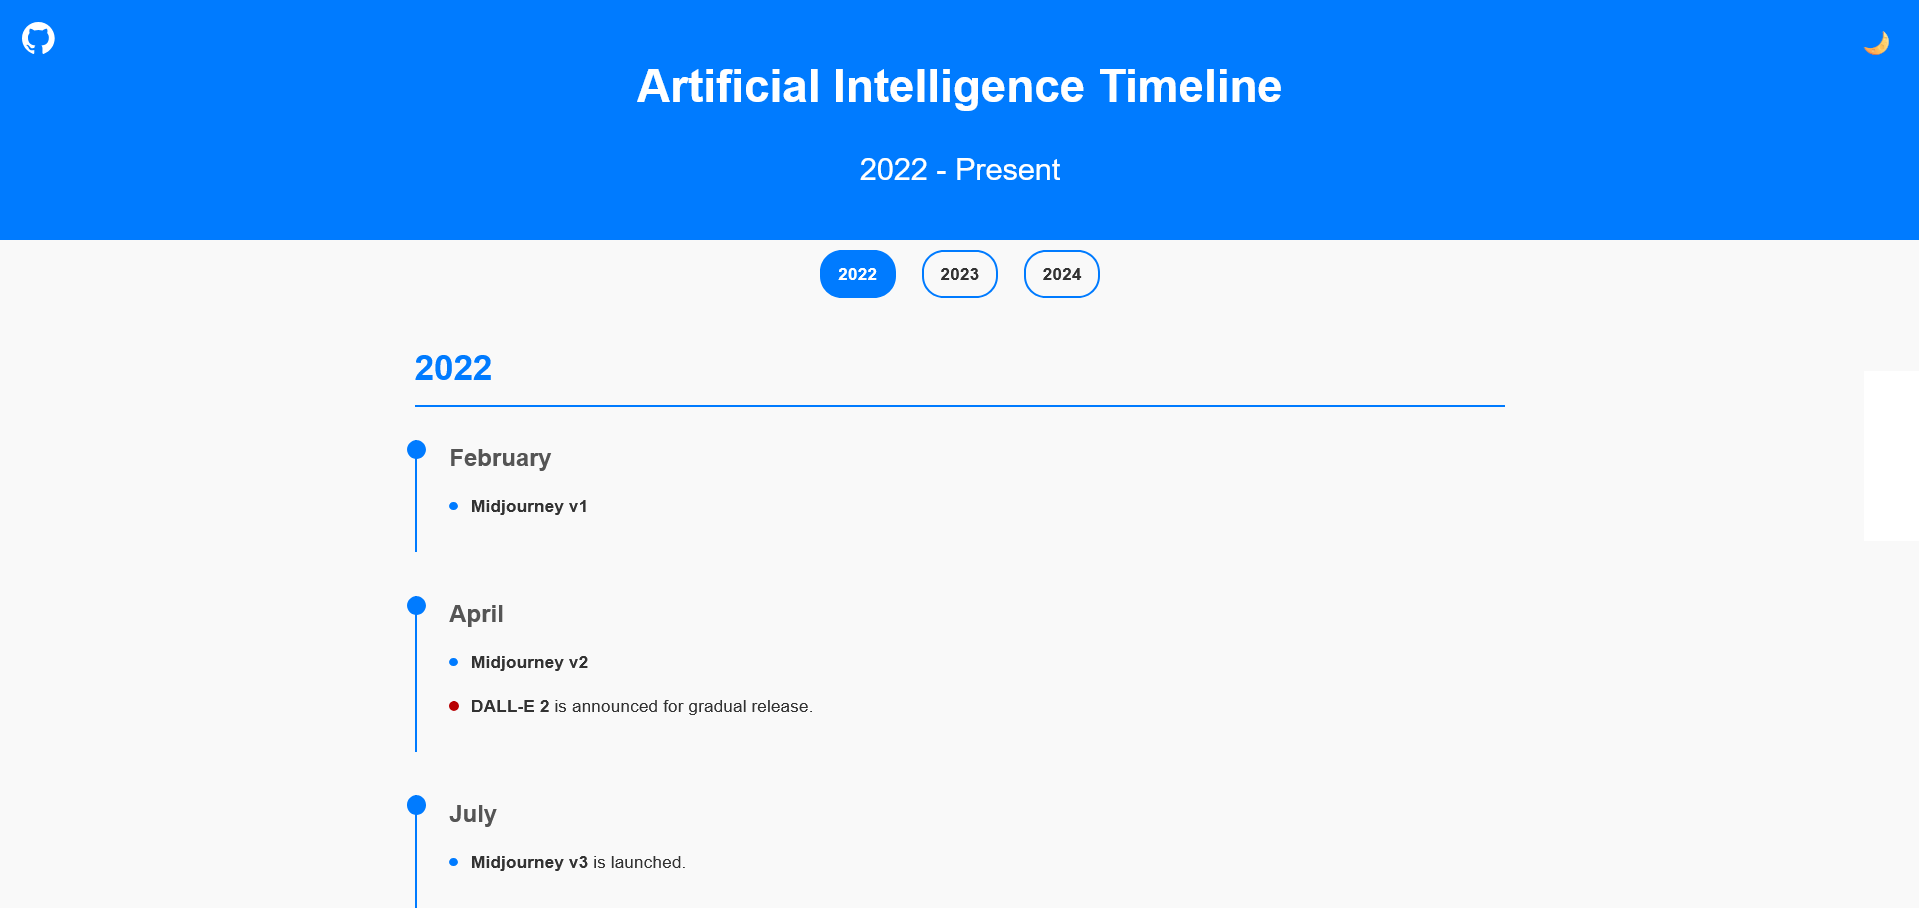 Artificial Intelligence Timeline
2022 - Present
2022
2023
2024
2022
February
Midjourney v1
April
Midjourney v2
DALL-E 2 is announced for gradual release.
July
Midjourney v3 is launched.